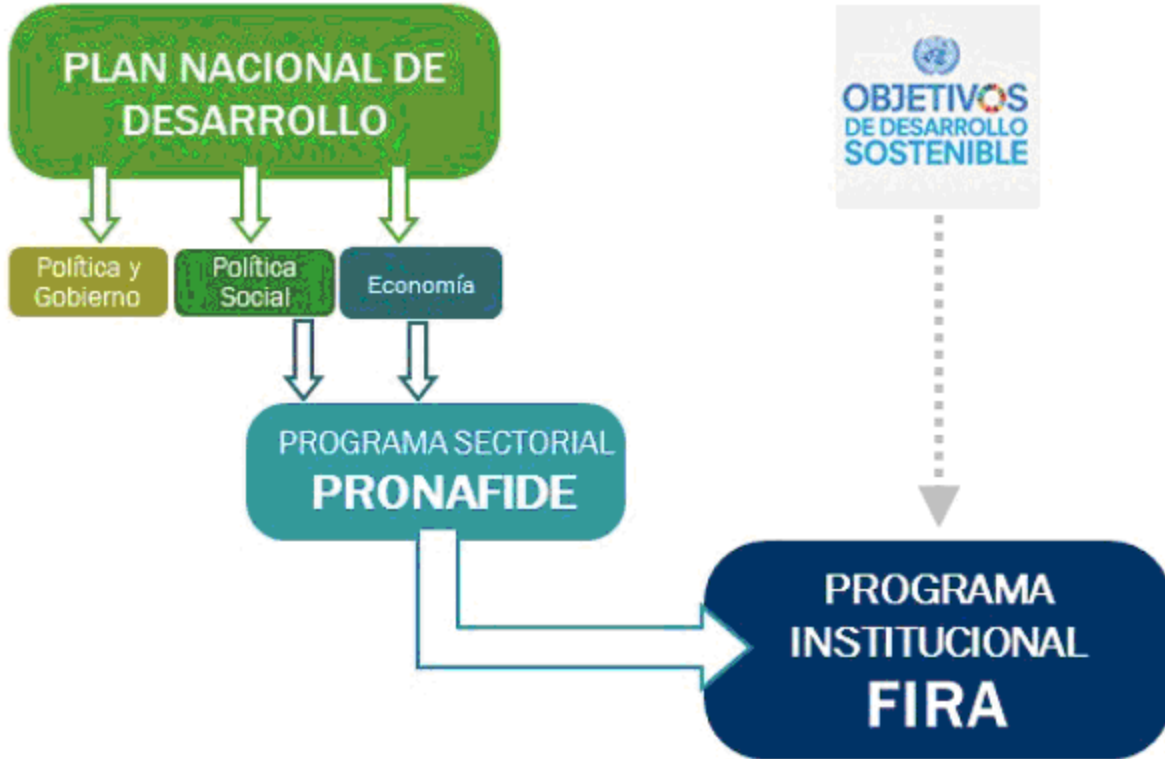 PLAN NACIONAL DE
DESARROLLO
OBJETIVOS
DE DESARROLLO
SOSTENIBLE
Política y
Gobierno
Política
Social
Economía
PROGRAMA SECTORIAL
PRONAFIDE
PROGRAMA
INSTITUCIONAL
FIRA